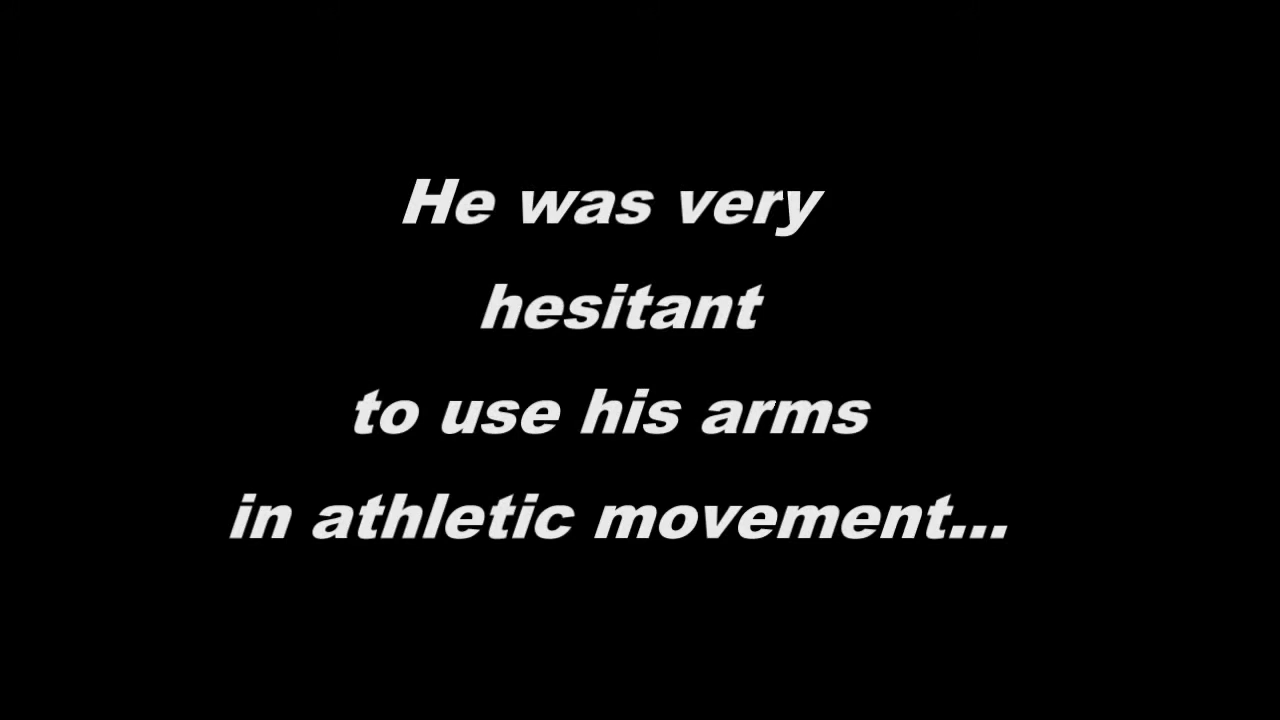 He was very
hesitant
to use his arms
in athletic movement...